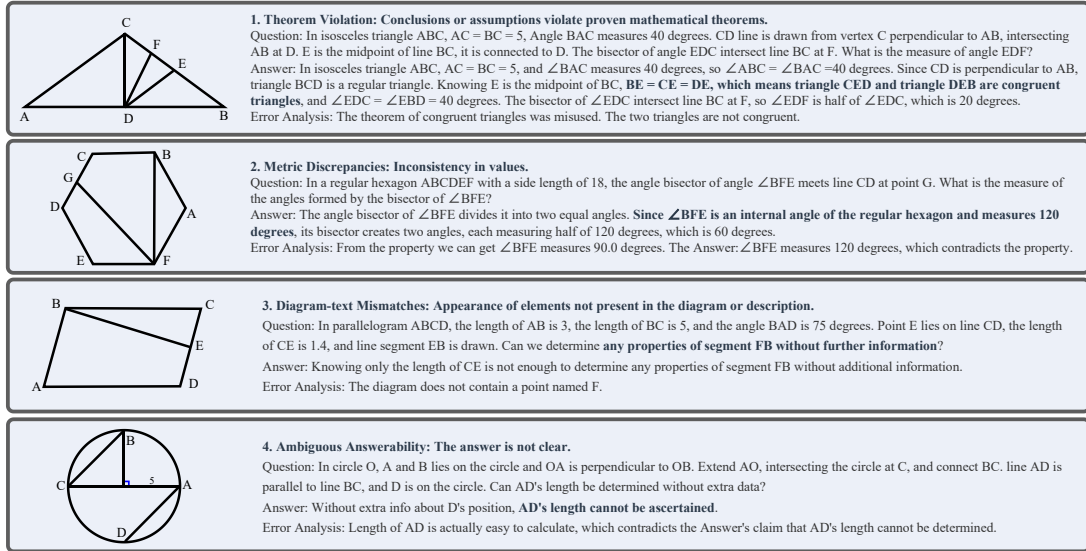 C
F
E
A
D
B
1. Theorem Violation: Conclusions or assumptions violate proven mathematical theorems.
Question: In isosceles triangle ABC, AC = BC = 5, Angle BAC measures 40 degrees. CD line is drawn from vertex C perpendicular to AB, intersecting
AB at D. E is the midpoint of line BC, it is connected to D. The bisector of angle EDC intersect line BC at F. What is the measure of angle EDF?
Answer: In isosceles triangle ABC, AC = BC = 5, and ∠BAC measures 40 degrees, so ∠ABC = ∠BAC =40 degrees. Since CD is perpendicular to AB,
triangle BCD is a regular triangle. Knowing E is the midpoint of BC, BE = CE = DE, which means triangle CED and triangle DEB are congruent
triangles, and ∠EDC = ∠EBD = 40 degrees. The bisector of ∠EDC intersect line BC at F, so ∠EDF is half of ∠EDC, which is 20 degrees.
Error Analysis: The theorem of congruent triangles was misused. The two triangles are not congruent.
C
B
G
D
A
E
F
2. Metric Discrepancies: Inconsistency in values.
Question: In a regular hexagon ABCDEF with a side length of 18, the angle bisector of angle ∠BFE meets line CD at point G. What is the measure of
the angles formed by the bisector of ∠BFE?
Answer: The angle bisector of ∠BFE divides it into two equal angles. Since ∠BFE is an internal angle of the regular hexagon and measures 120
degrees, its bisector creates two angles, each measuring half of 120 degrees, which is 60 degrees.
Error Analysis: From the property we can get ∠BFE measures 90.0 degrees. The Answer:∠BFE measures 120 degrees, which contradicts the property.
B
C
E
A
D
3. Diagram-text Mismatches: Appearance of elements not present in the diagram or description.
Question: In parallelogram ABCD, the length of AB is 3, the length of BC is 5, and the angle BAD is 75 degrees. Point E lies on line CD, the length
of CE is 1.4, and line segment EB is drawn. Can we determine any properties of segment FB without further information?
Answer: Knowing only the length of CE is not enough to determine any properties of segment FB without additional information.
Error Analysis: The diagram does not contain a point named F.
B
C
5
A
D
4. Ambiguous Answerability: The answer is not clear.
Question: In circle O, A and B lies on the circle and OA is perpendicular to OB. Extend AO, intersecting the circle at C, and connect BC. line AD is
parallel to line BC, and D is on the circle. Can AD's length be determined without extra data?
Answer: Without extra info about D's position, AD's length cannot be ascertained.
Error Analysis: Length of AD is actually easy to calculate, which contradicts the Answer's claim that AD's length cannot be determined.